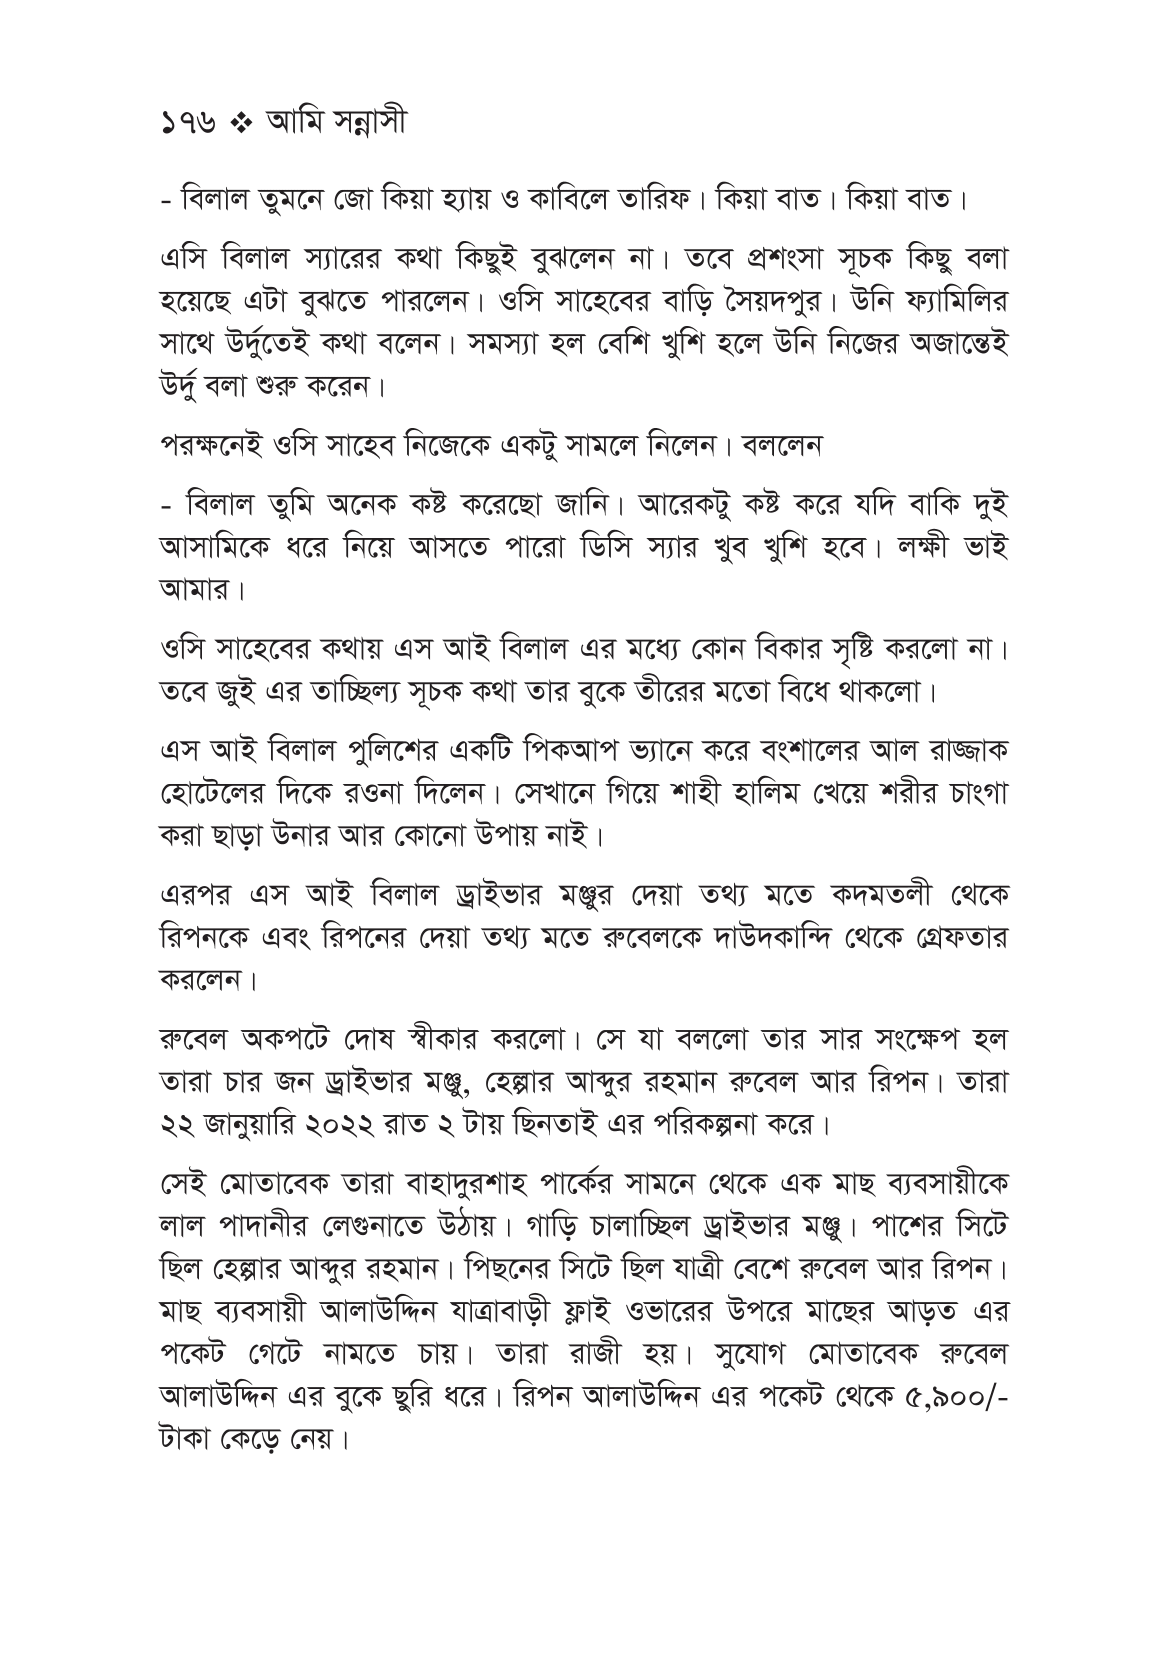 ১৭৬ ❖ আমি সন্নাসী
- বিলাল তুমনে জো কিয়া হ্যায় ও কাবিলে তারিফ। কিয়া বাত। কিয়া বাত।
এসি বিলাল স্যারের কথা কিছুই বুঝলেন না। তবে প্রশংসা সূচক কিছু বলা
হয়েছে এটা বুঝতে পারলেন। ওসি সাহেবের বাড়ি সৈয়দপুর। উনি ফ্যামিলির
সাথে উর্দুতেই কথা বলেন। সমস্যা হল বেশি খুশি হলে উনি নিজের অজান্তেই
উর্দু বলা শুরু করেন।
পরক্ষনেই ওসি সাহেব নিজেকে একটু সামলে নিলেন। বললেন
- বিলাল তুমি অনেক কষ্ট করেছো জানি। আরেকটু কষ্ট করে যদি বাকি দুই
আসামিকে ধরে নিয়ে আসতে পারো ডিসি স্যার খুব খুশি হবে। লক্ষী ভাই
আমার।
ওসি সাহেবের কথায় এস আই বিলাল এর মধ্যে কোন বিকার সৃষ্টি করলো না।
তবে জুই এর তাচ্ছিল্য সূচক কথা তার বুকে তীরের মতো বিধে থাকলো।
এস আই বিলাল পুলিশের একটি পিকআপ ভ্যানে করে বংশালের আল রাজ্জাক
হোটেলের দিকে রওনা দিলেন। সেখানে গিয়ে শাহী হালিম খেয়ে শরীর চাংগা
করা ছাড়া উনার আর কোনো উপায় নাই।
এরপর এস আই বিলাল ড্রাইভার মঞ্জুর দেয়া তথ্য মতে কদমতলী থেকে
রিপনকে এবং রিপনের দেয়া তথ্য মতে রুবেলকে দাউদকান্দি থেকে গ্রেফতার
করলেন।
রুবেল অকপটে দোষ স্বীকার করলো। সে যা বললো তার সার সংক্ষেপ হল
তারা চার জন ড্রাইভার মঞ্জু, হেল্পার আব্দুর রহমান রুবেল আর রিপন। তারা
২২ জানুয়ারি ২০২২ রাত ২ টায় ছিনতাই এর পরিকল্পনা করে।
সেই মোতাবেক তারা বাহাদুরশাহ পার্কের সামনে থেকে এক মাছ ব্যবসায়ীকে
লাল পাদানীর লেগুনাতে উঠায়। গাড়ি চালাচ্ছিল ড্রাইভার মঞ্জু। পাশের সিটে
ছিল হেল্পার আব্দুর রহমান। পিছনের সিটে ছিল যাত্রী বেশে রুবেল আর রিপন।
মাছ ব্যবসায়ী আলাউদ্দিন যাত্রাবাড়ী ফ্লাই ওভারের উপরে মাছের আড়ত এর
পকেট গেটে নামতে চায়। তারা রাজী হয়। সুযোগ মোতাবেক রুবেল
আলাউদ্দিন এর বুকে ছুরি ধরে। রিপন আলাউদ্দিন এর পকেট থেকে ৫,৯০০/-
টাকা কেড়ে নেয়।